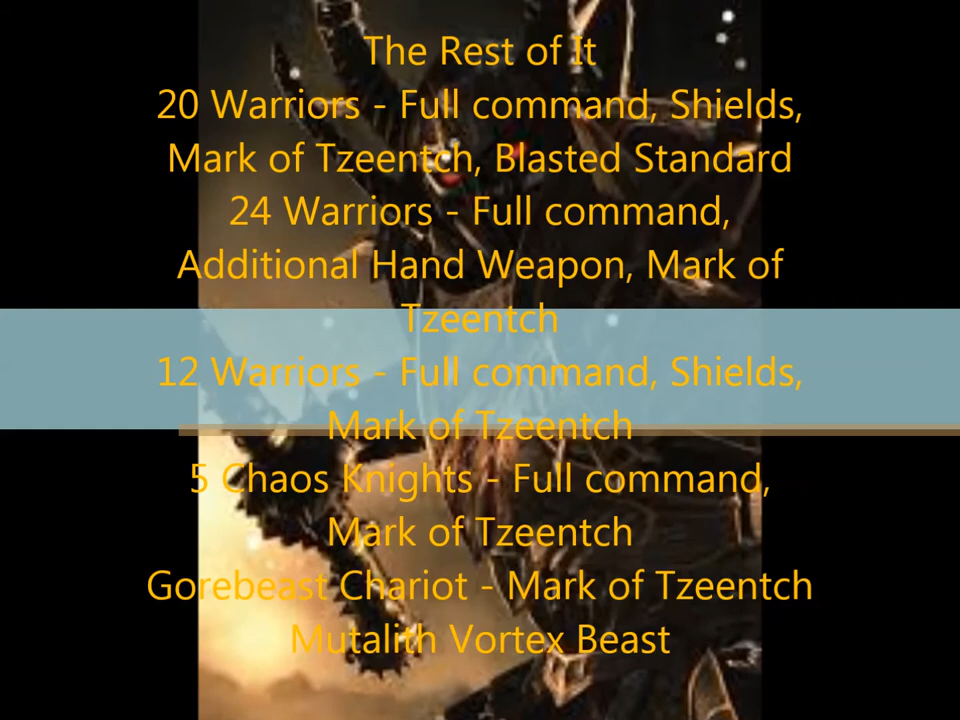 The Rest of It
20 Warriors - Full command, Shields,
Mark of Tzeentch, Blasted Standard
24 Warriors - Full command,
Additional Hand Weapon, Mark of
Tzeentch
12 Warriors - Full command, Shields,
Mark of Tzeentch
5 Chaos Knights - Full command,
Mark of Tzeentch
Gorebeast Chariot - Mark of Tzeentch
Mutalith Vortex Beast